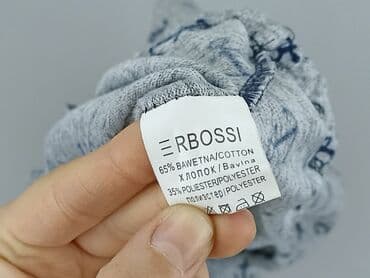 ERBOSSI
65% BAWEŁNA/COTTON
ХЛОПОК/Bavlna
35% POLIESTER/POLYESTER
полиэстер/POLYESTER